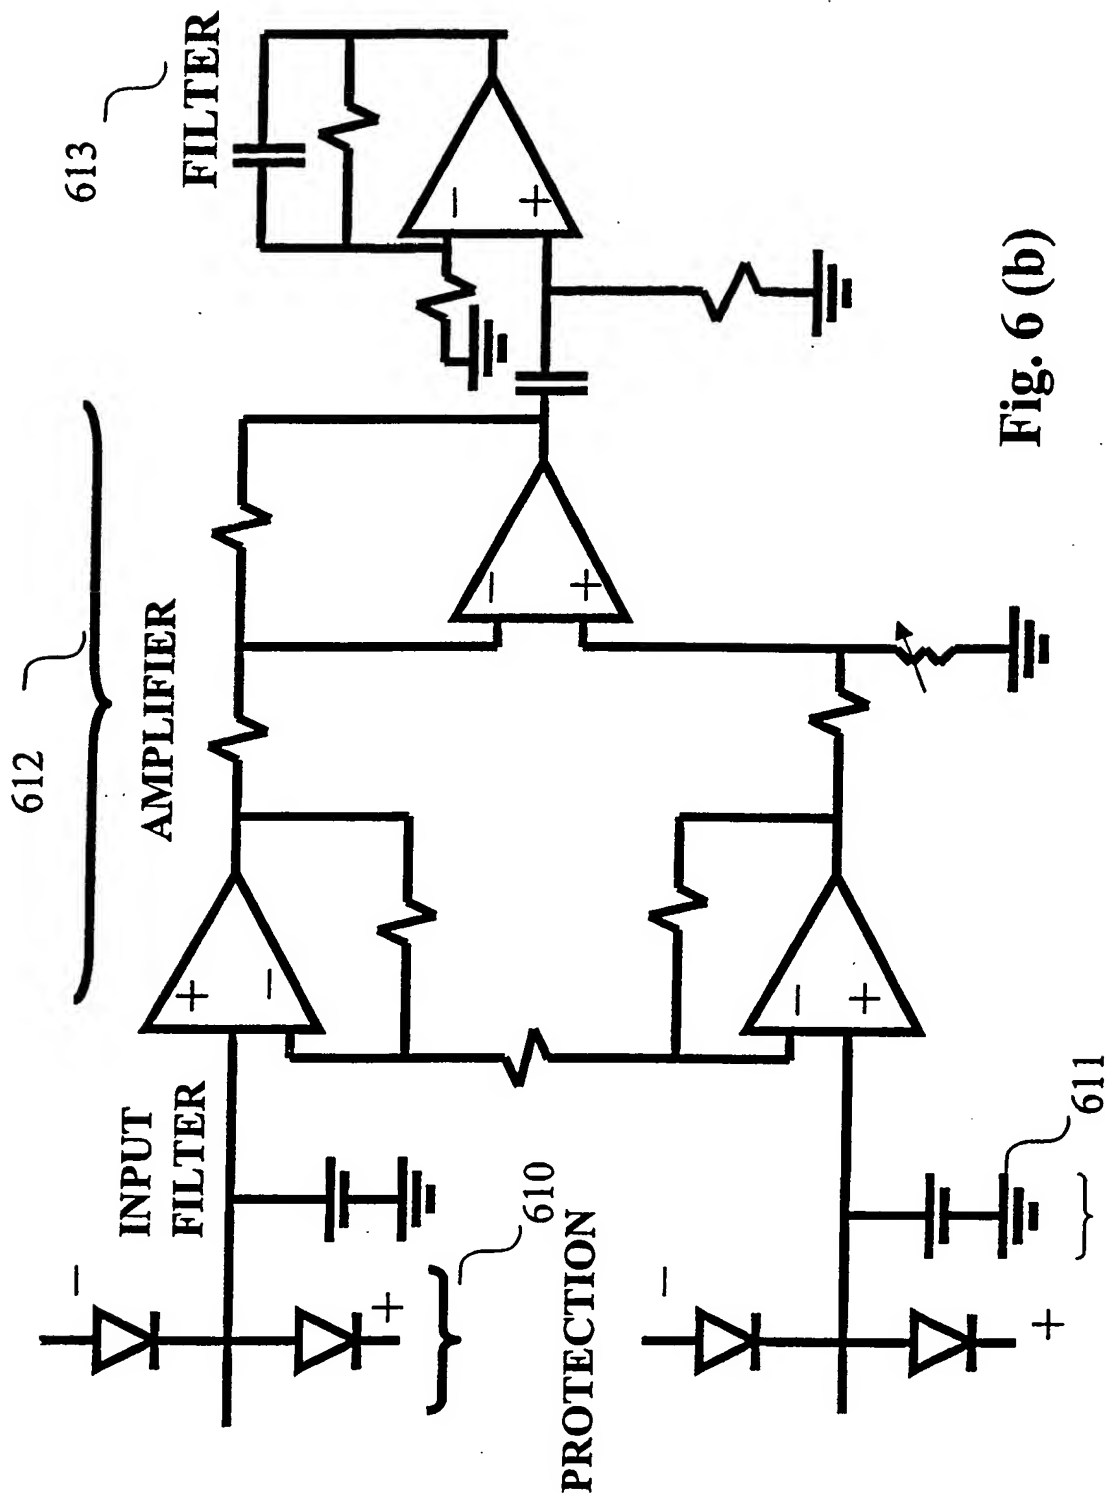 613
FILTER
612
AMPLIFIER
INPUT
FILTER
610
PROTECTION
611
− + − +
+ −
− +
− +
− +
Fig. 6 (b)